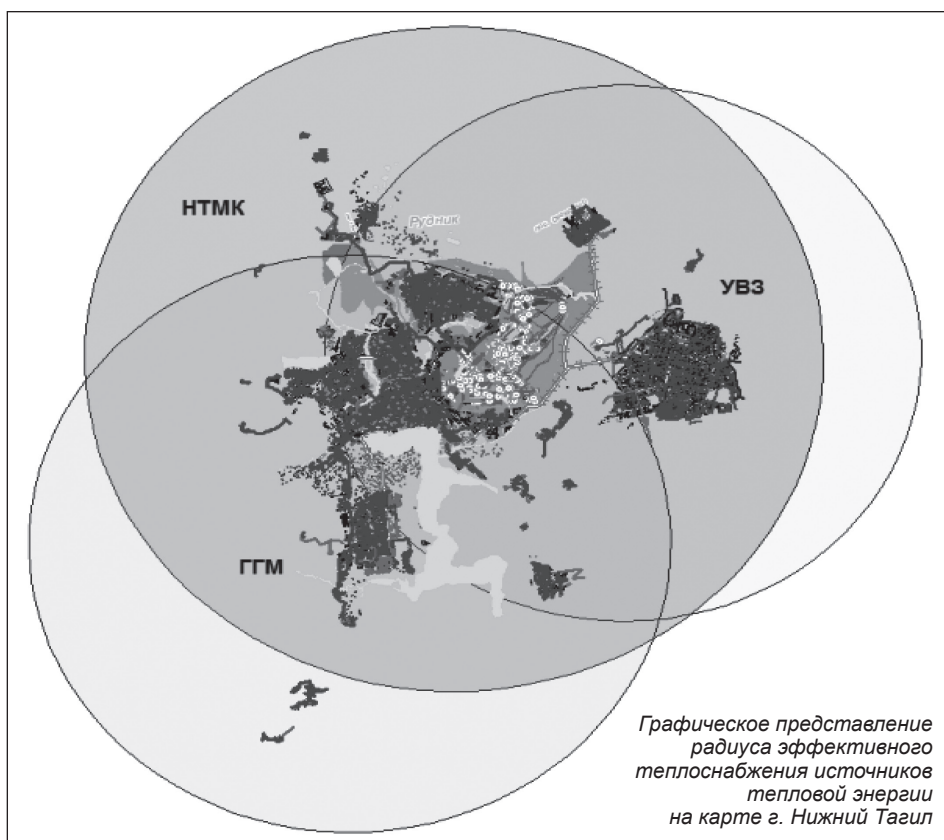 НТМК
Рудник
УВЗ
ГГМ
Графическое представление
радиуса эффективного
теплоснабжения источников
тепловой энергии
на карте г. Нижний Тагил